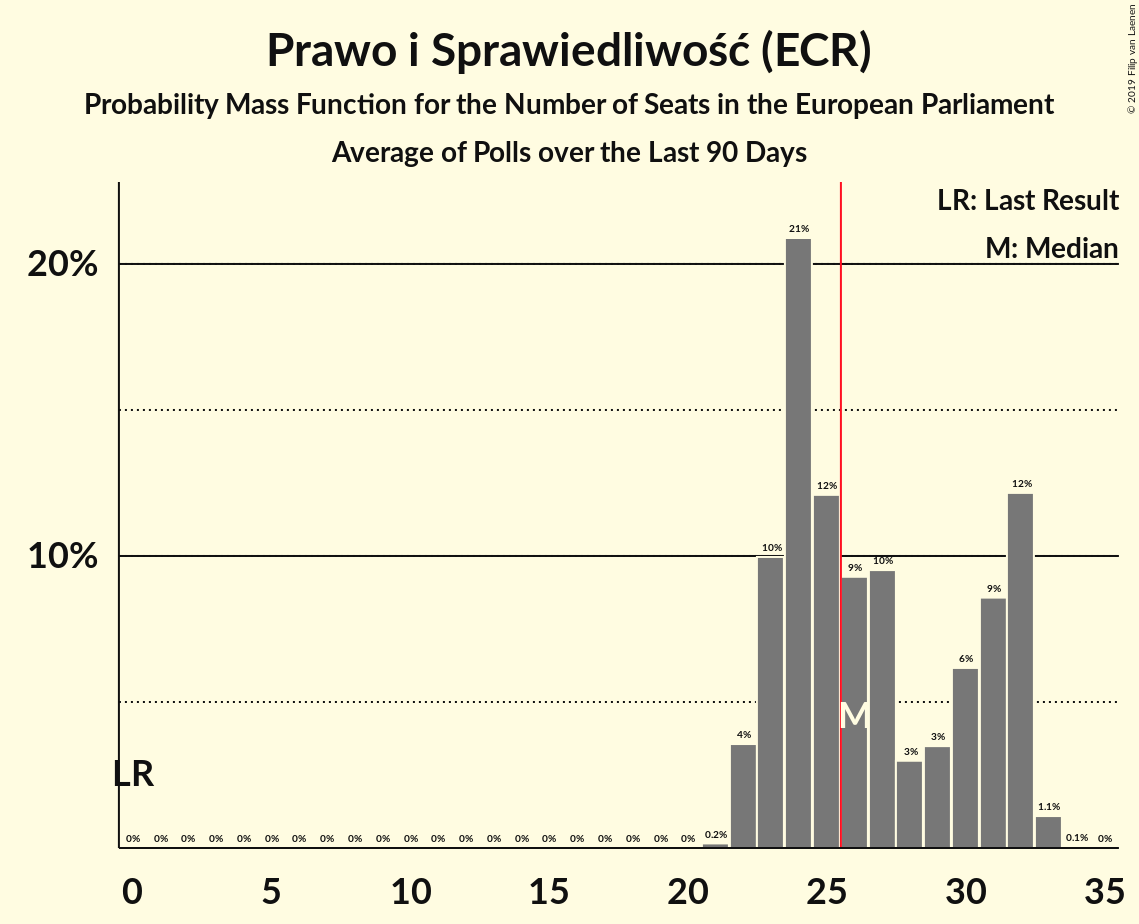 Prawo i Sprawiedliwość (ECR)
Probability Mass Function for the Number of Seats in the European Parliament
Average of Polls over the Last 90 Days
© 2019 Filip van Laenen
LR: Last Result
M: Median
20%
10%
21%
12%
12%
10%
9%
10%
9%
6%
4%
3%
3%
M
LR
1.1%
0% 0% 0% 0% 0% 0% 0% 0% 0% 0% 0% 0% 0% 0% 0% 0% 0% 0% 0% 0% 0% 0.2% 0.1% 0%
0 5 10 15 20 25 30 35